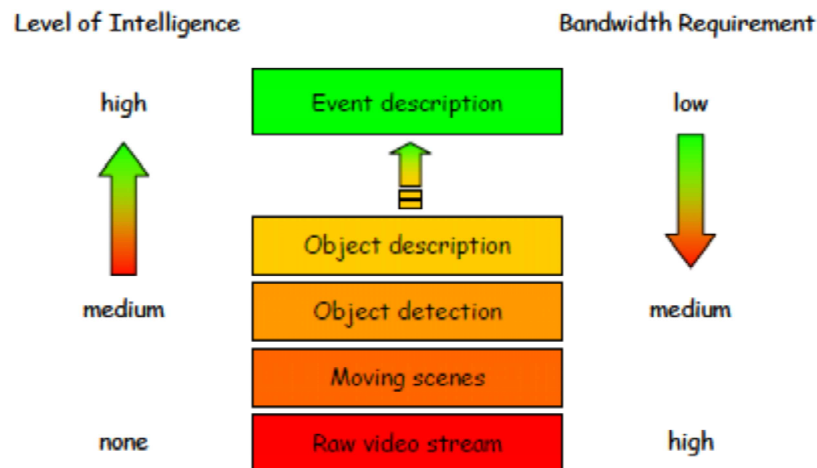 Level of Intelligence
Bandwidth Requirement
high
Event description
low
Object description
medium
Object detection
medium
Moving scenes
none
Raw video stream
high